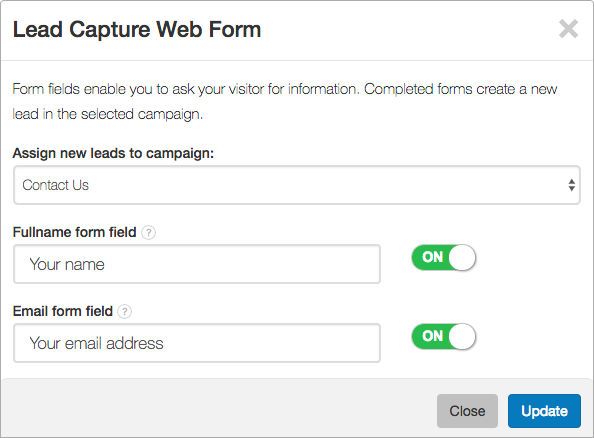 Lead Capture Web Form
Form fields enable you to ask your visitor for information. Completed forms create a new
lead in the selected campaign.
Assign new leads to campaign:
Contact Us
Fullname form field ?
Your name
ON
Email form field ?
Your email address
ON
Close Update